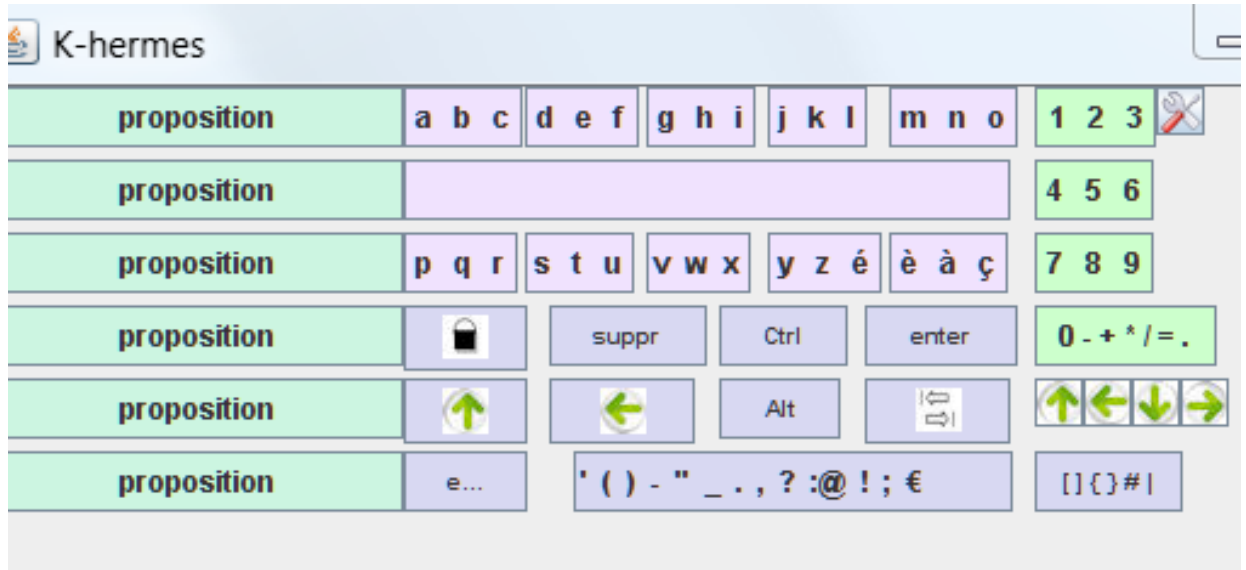 K-hermes
proposition a b c d e f g h i j k l m n o 1 2 3
proposition 4 5 6
proposition p q r s t u v w x y z é è à ç 7 8 9
proposition suppr Ctrl enter 0 - + * / = .
proposition Alt
proposition e... ' ( ) - " _ . , ? :@ ! ; € [ ] { } # |